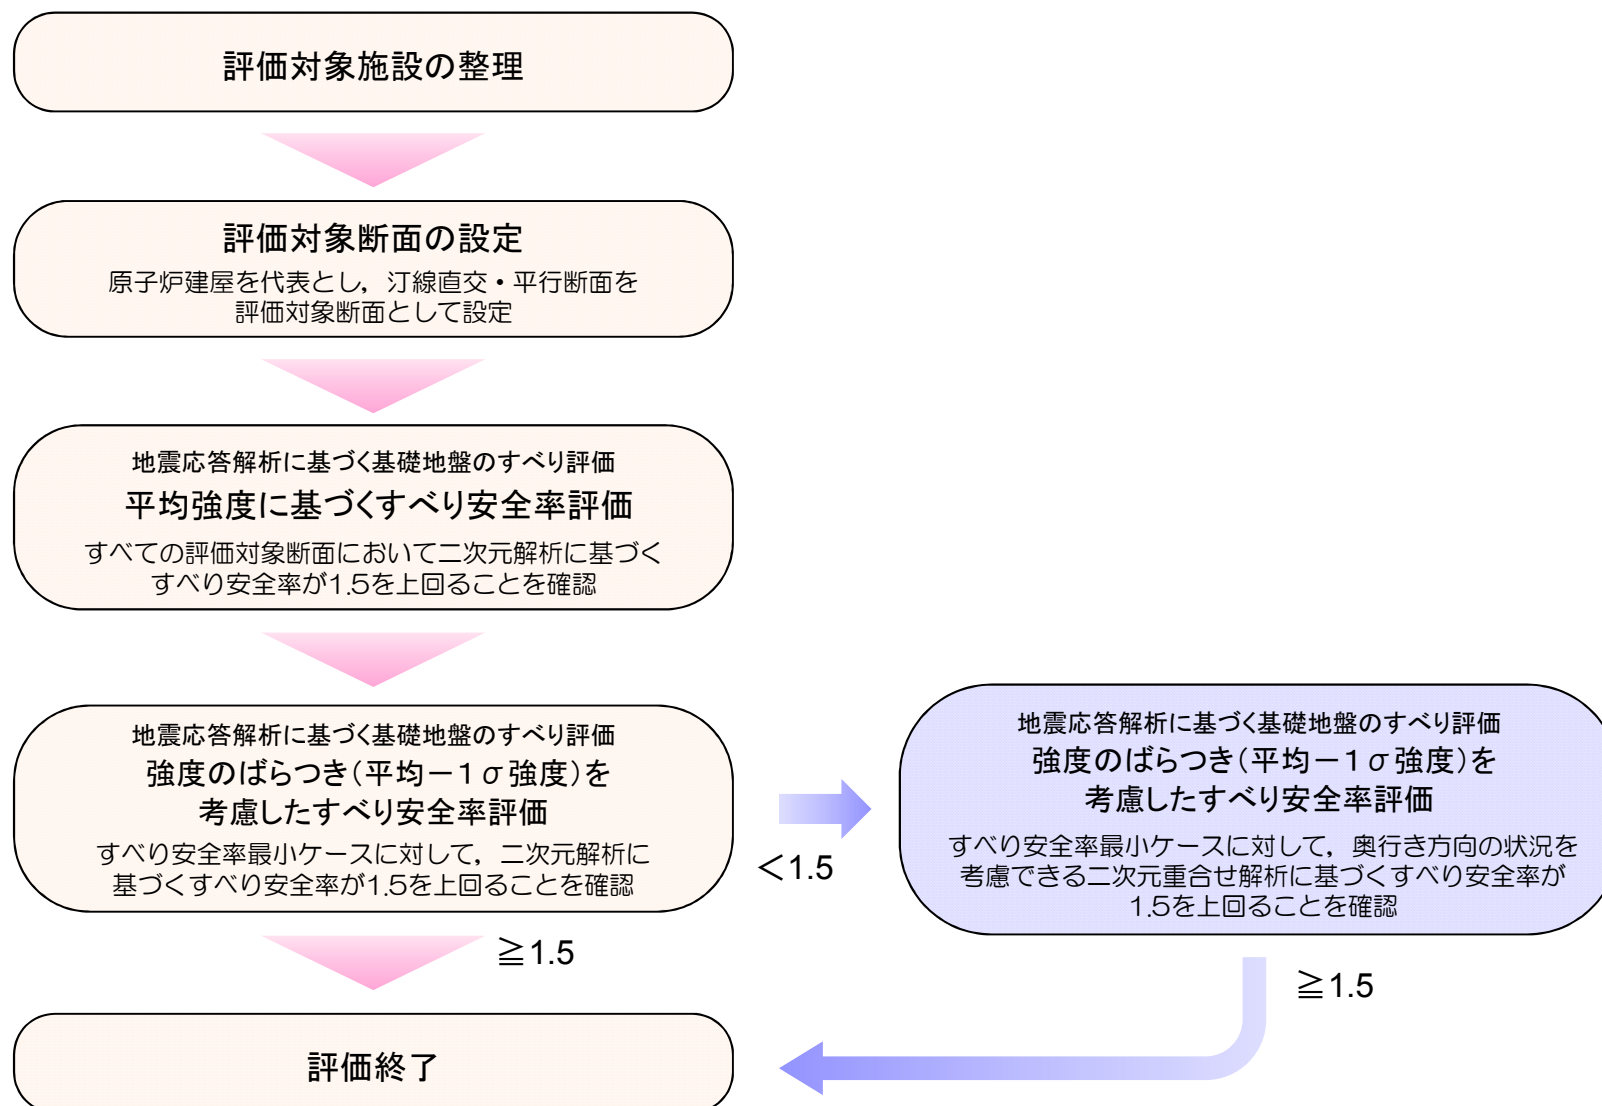 評価対象施設の整理
評価対象断面の設定
原子炉建屋を代表とし，汀線直交・平行断面を
評価対象断面として設定
地震応答解析に基づく基礎地盤のすべり評価
平均強度に基づくすべり安全率評価
すべての評価対象断面において二次元解析に基づく
すべり安全率が1.5を上回ることを確認
地震応答解析に基づく基礎地盤のすべり評価
強度のばらつき（平均－１σ強度）を
考慮したすべり安全率評価
すべり安全率最小ケースに対して，二次元解析に
基づくすべり安全率が1.5を上回ることを確認
＜1.5
地震応答解析に基づく基礎地盤のすべり評価
強度のばらつき（平均－１σ強度）を
考慮したすべり安全率評価
すべり安全率最小ケースに対して，奥行き方向の状況を
考慮できる二次元重合せ解析に基づくすべり安全率が
1.5を上回ることを確認
≧1.5
≧1.5
評価終了